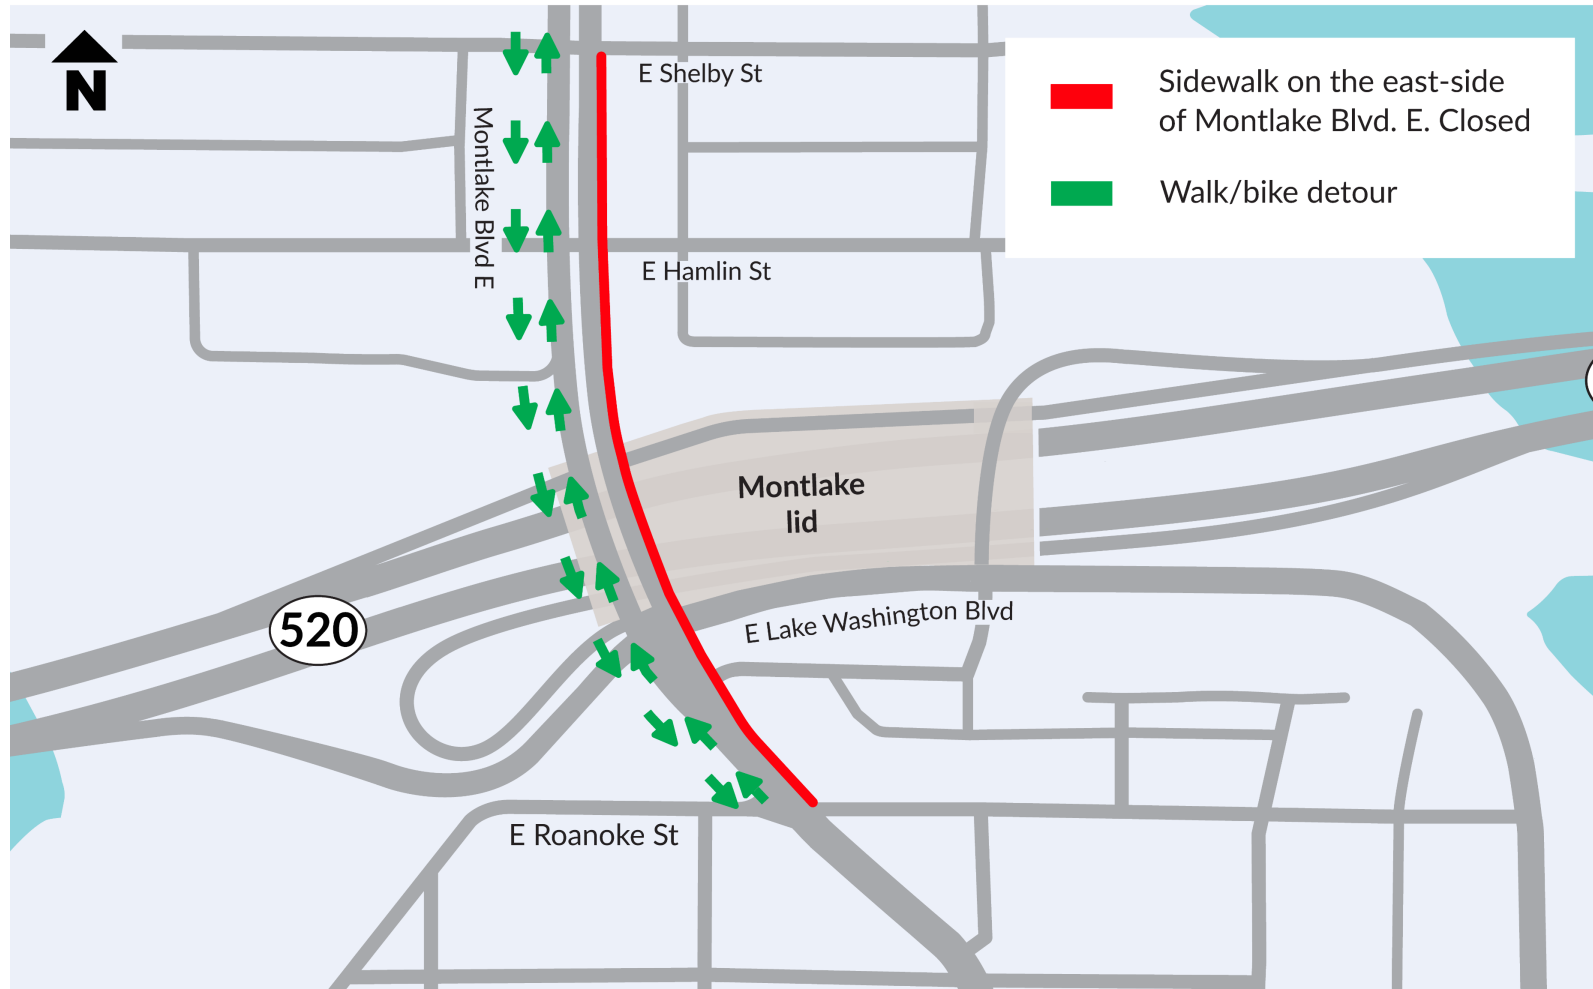 N
E Shelby St
Sidewalk on the east-side
of Montlake Blvd. E. Closed
Walk/bike detour
Montlake Blvd E
E Hamlin St
Montlake
lid
520
E Lake Washington Blvd
E Roanoke St